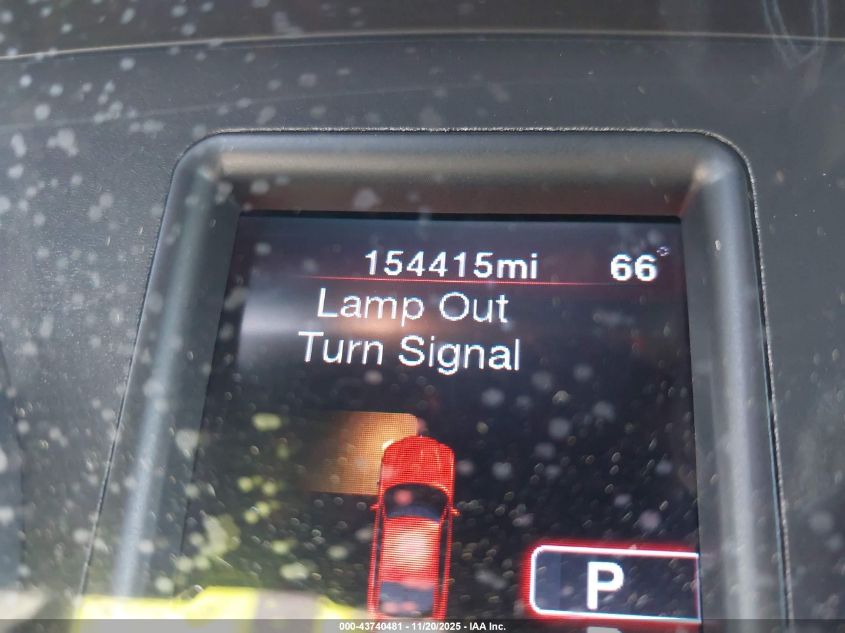 154415mi 66°
Lamp Out
Turn Signal
P
000-43740481 - 11/20/2025 - IAA Inc.